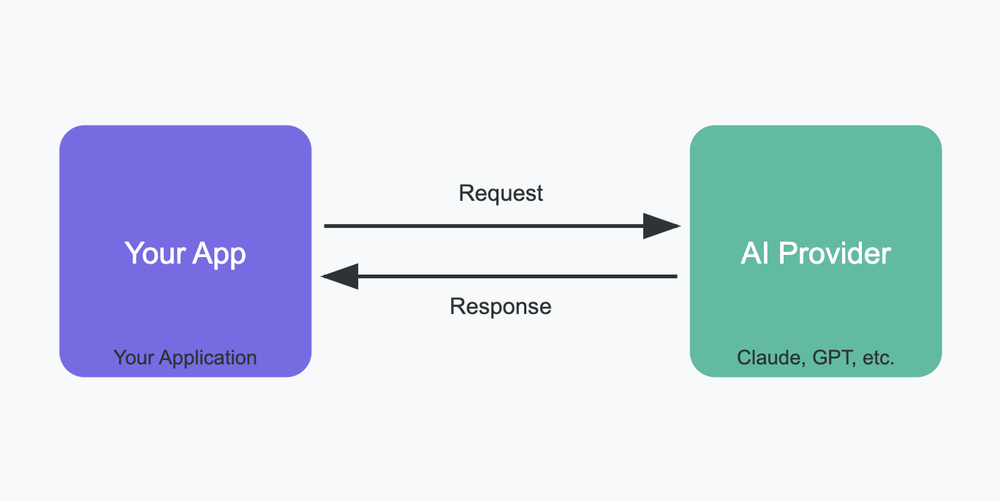 Request
Your App
AI Provider
Response
Your Application
Claude, GPT, etc.